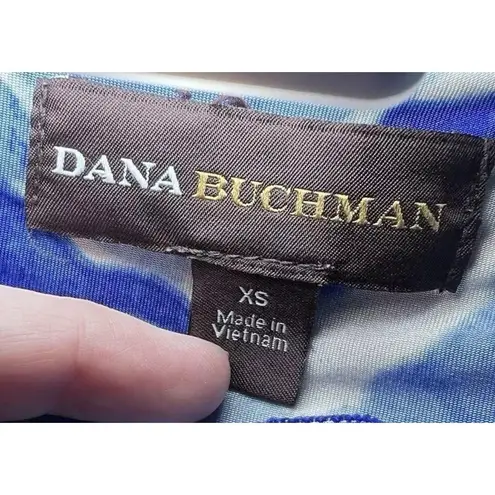 DANA BUCHMAN
XS
Made in
Vietnam